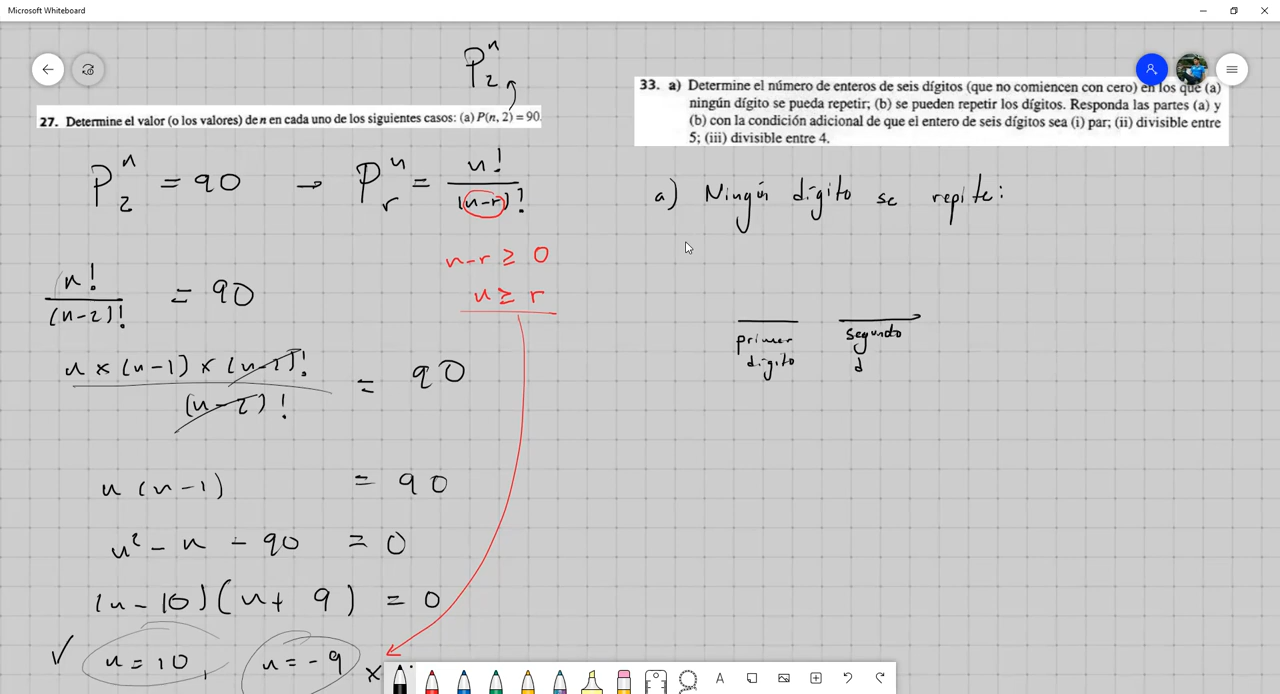 Microsoft Whiteboard
P₂ⁿ
27. Determine el valor (o los valores) de n en cada uno de los siguientes casos: (a) P(n, 2) = 90.
P₂ⁿ = 90 → Pᵣⁿ = n! / (n-r)!
n-r ≥ 0
n ≥ r
n! / (n-2)! = 90
n × (n-1) × (n-2)! / (n-2)! = 90
n (n-1) = 90
n² - n - 90 = 0
(n-10)(n+9) = 0
✓ n = 10, n = -9 ×
33. a) Determine el número de enteros de seis dígitos (que no comiencen con cero) en los que (a)
ningún dígito se pueda repetir; (b) se pueden repetir los dígitos. Responda las partes (a) y
(b) con la condición adicional de que el entero de seis dígitos sea (i) par; (ii) divisible entre
5; (iii) divisible entre 4.
a) Ningún dígito se repite:
primer dígito
segundo d
A